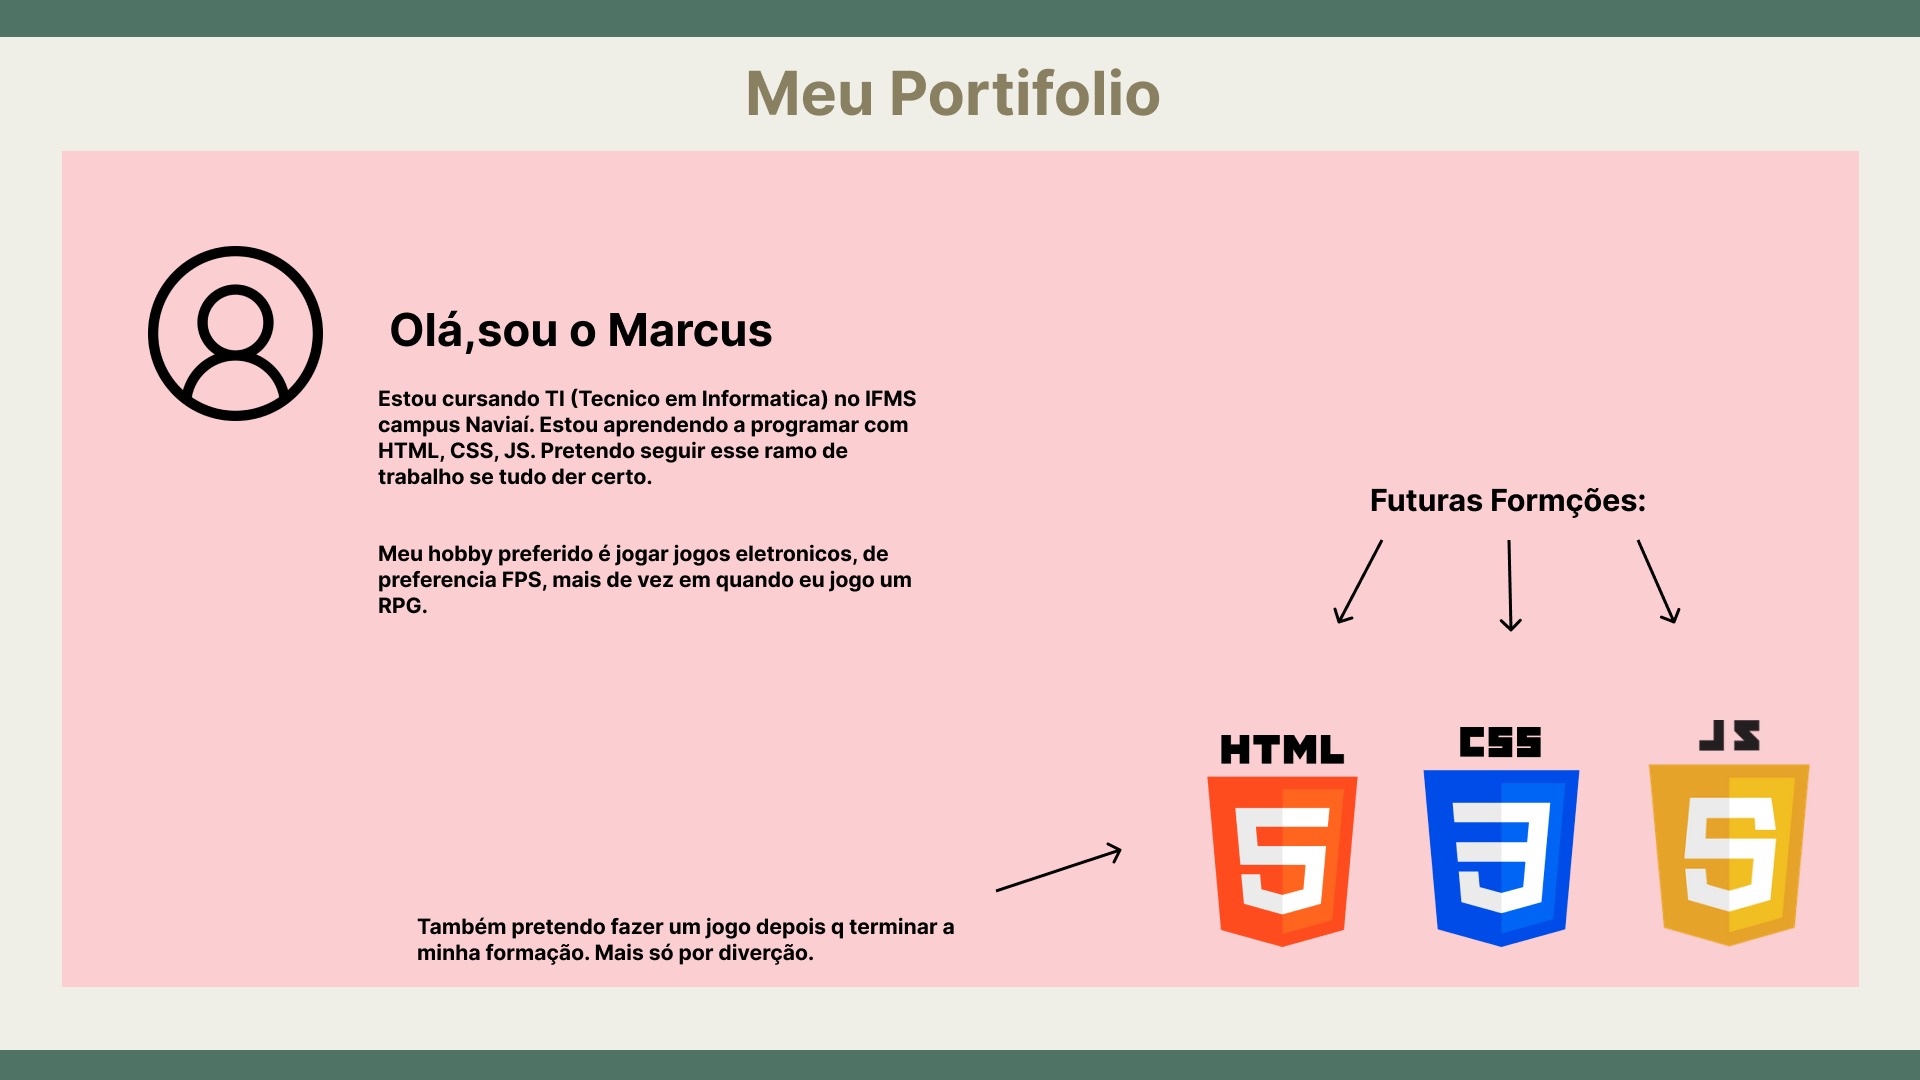 Meu Portifolio
Olá,sou o Marcus
Estou cursando TI (Tecnico em Informatica) no IFMS
campus Naviaí. Estou aprendendo a programar com
HTML, CSS, JS. Pretendo seguir esse ramo de
trabalho se tudo der certo.
Meu hobby preferido é jogar jogos eletronicos, de
preferencia FPS, mais de vez em quando eu jogo um
RPG.
Futuras Formções:
HTML
CSS
JS
5
3
5
Também pretendo fazer um jogo depois q terminar a
minha formação. Mais só por diverção.